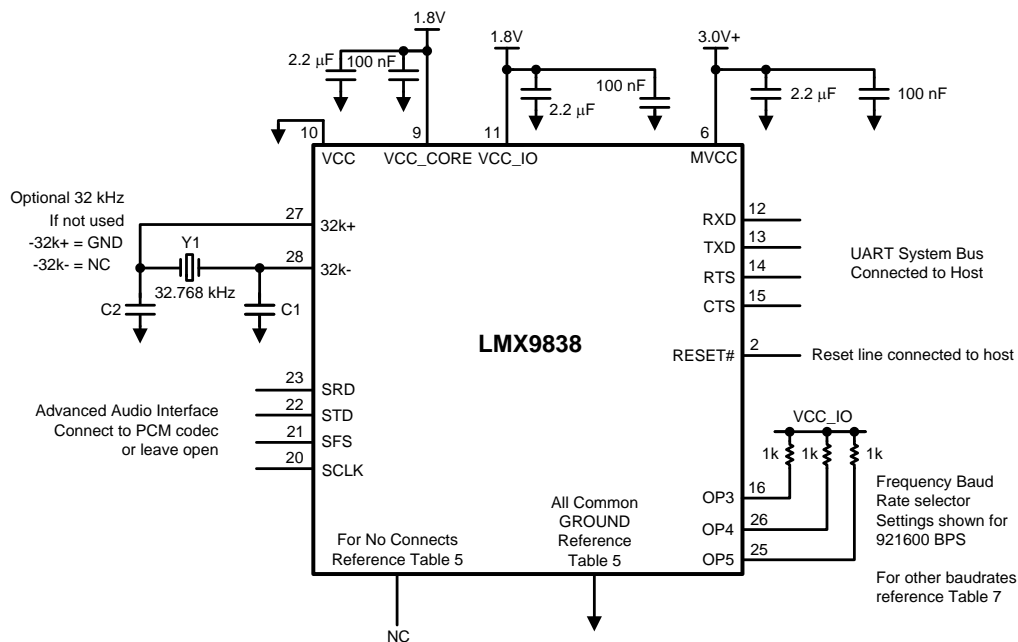 1.8V
1.8V
3.0V+
2.2 μF
100 nF
100 nF
2.2 μF
2.2 μF
100 nF
10
9
11
6
VCC
VCC_CORE
VCC_IO
MVCC
Optional 32 kHz
If not used
-32k+ = GND
-32k- = NC
27
32k+
Y1
28
32k-
32.768 kHz
C2
C1
RXD
12
TXD
13
RTS
14
CTS
15
UART System Bus
Connected to Host
LMX9838
RESET#
2
Reset line connected to host
23
SRD
22
STD
21
SFS
20
SCLK
Advanced Audio Interface
Connect to PCM codec
or leave open
VCC_IO
1k
1k
1k
OP3
16
OP4
26
OP5
25
Frequency Baud
Rate selector
Settings shown for
921600 BPS
For other baudrates
reference Table 7
For No Connects
Reference Table 5
All Common
GROUND
Reference
Table 5
NC